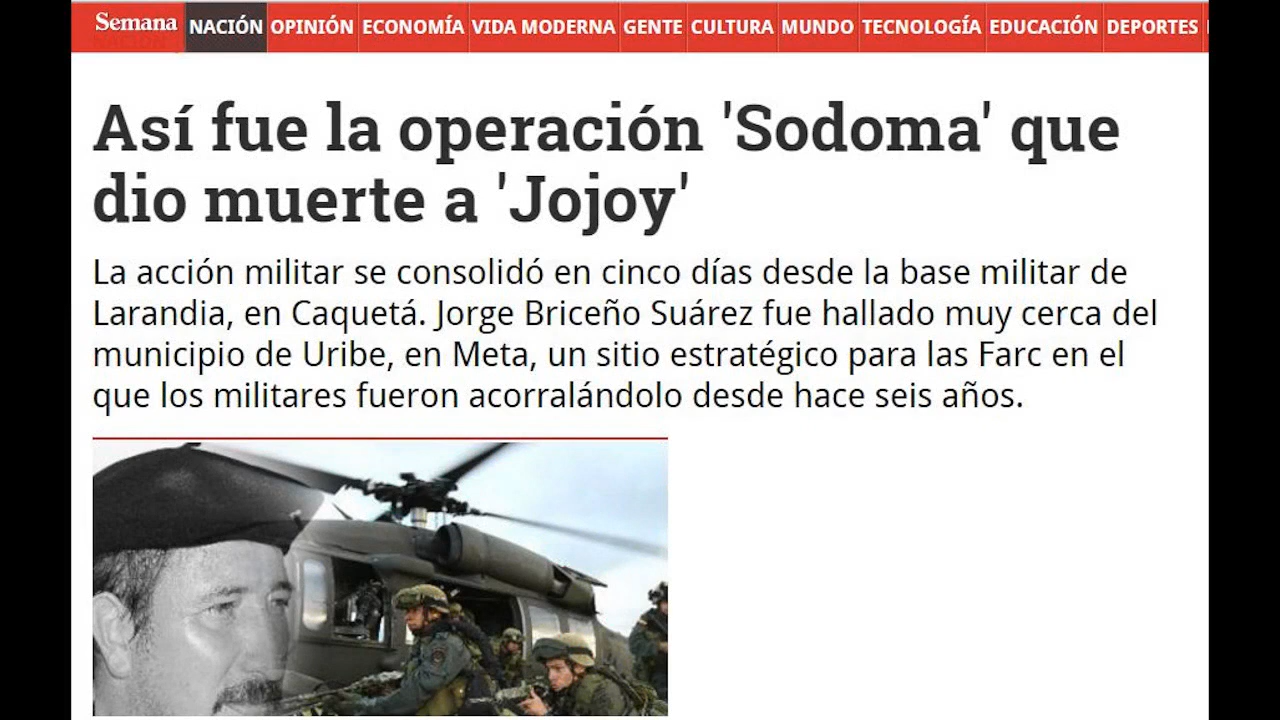 Semana NACIÓN OPINIÓN ECONOMÍA VIDA MODERNA GENTE CULTURA MUNDO TECNOLOGÍA EDUCACIÓN DEPORTES
Así fue la operación 'Sodoma' que
dio muerte a 'Jojoy'
La acción militar se consolidó en cinco días desde la base militar de
Larandia, en Caquetá. Jorge Briceño Suárez fue hallado muy cerca del
municipio de Uribe, en Meta, un sitio estratégico para las Farc en el
que los militares fueron acorralándolo desde hace seis años.